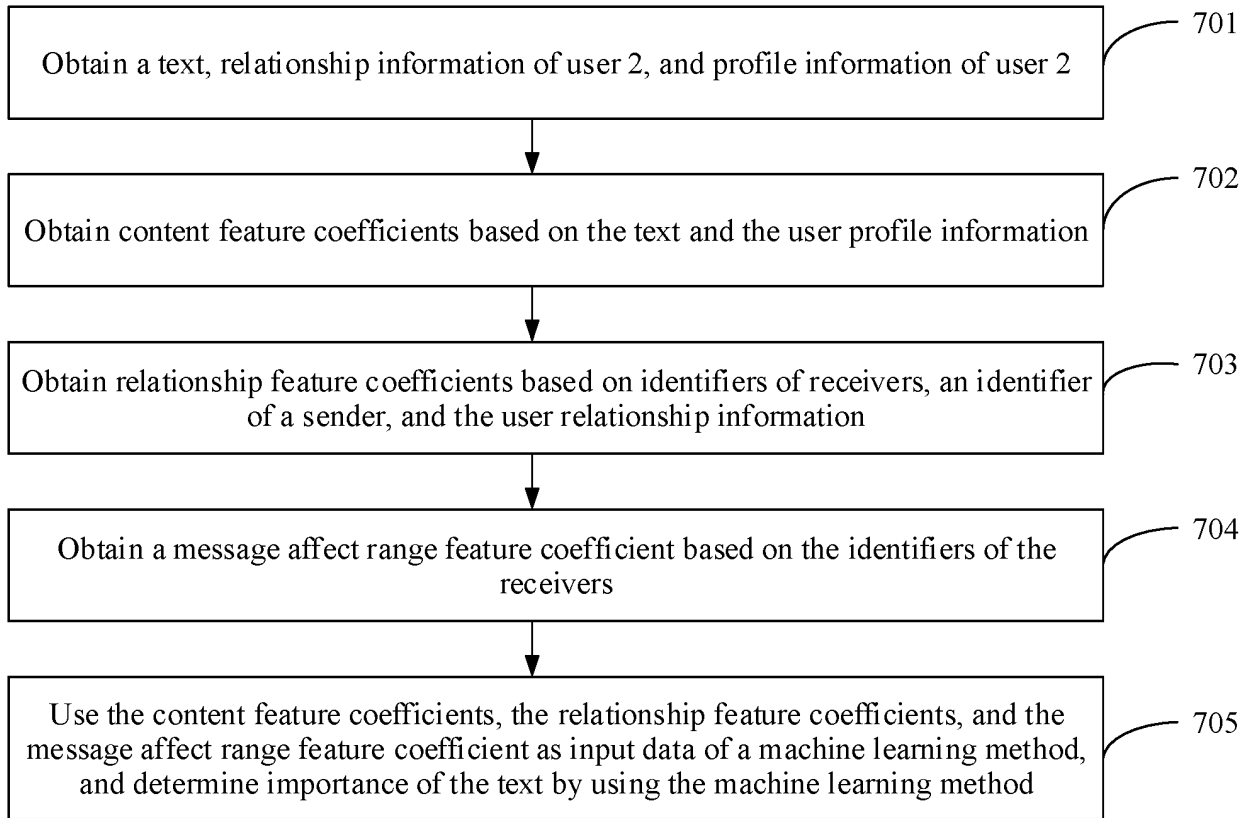 701
Obtain a text, relationship information of user 2, and profile information of user 2
702
Obtain content feature coefficients based on the text and the user profile information
703
Obtain relationship feature coefficients based on identifiers of receivers, an identifier
of a sender, and the user relationship information
704
Obtain a message affect range feature coefficient based on the identifiers of the
receivers
705
Use the content feature coefficients, the relationship feature coefficients, and the
message affect range feature coefficient as input data of a machine learning method,
and determine importance of the text by using the machine learning method